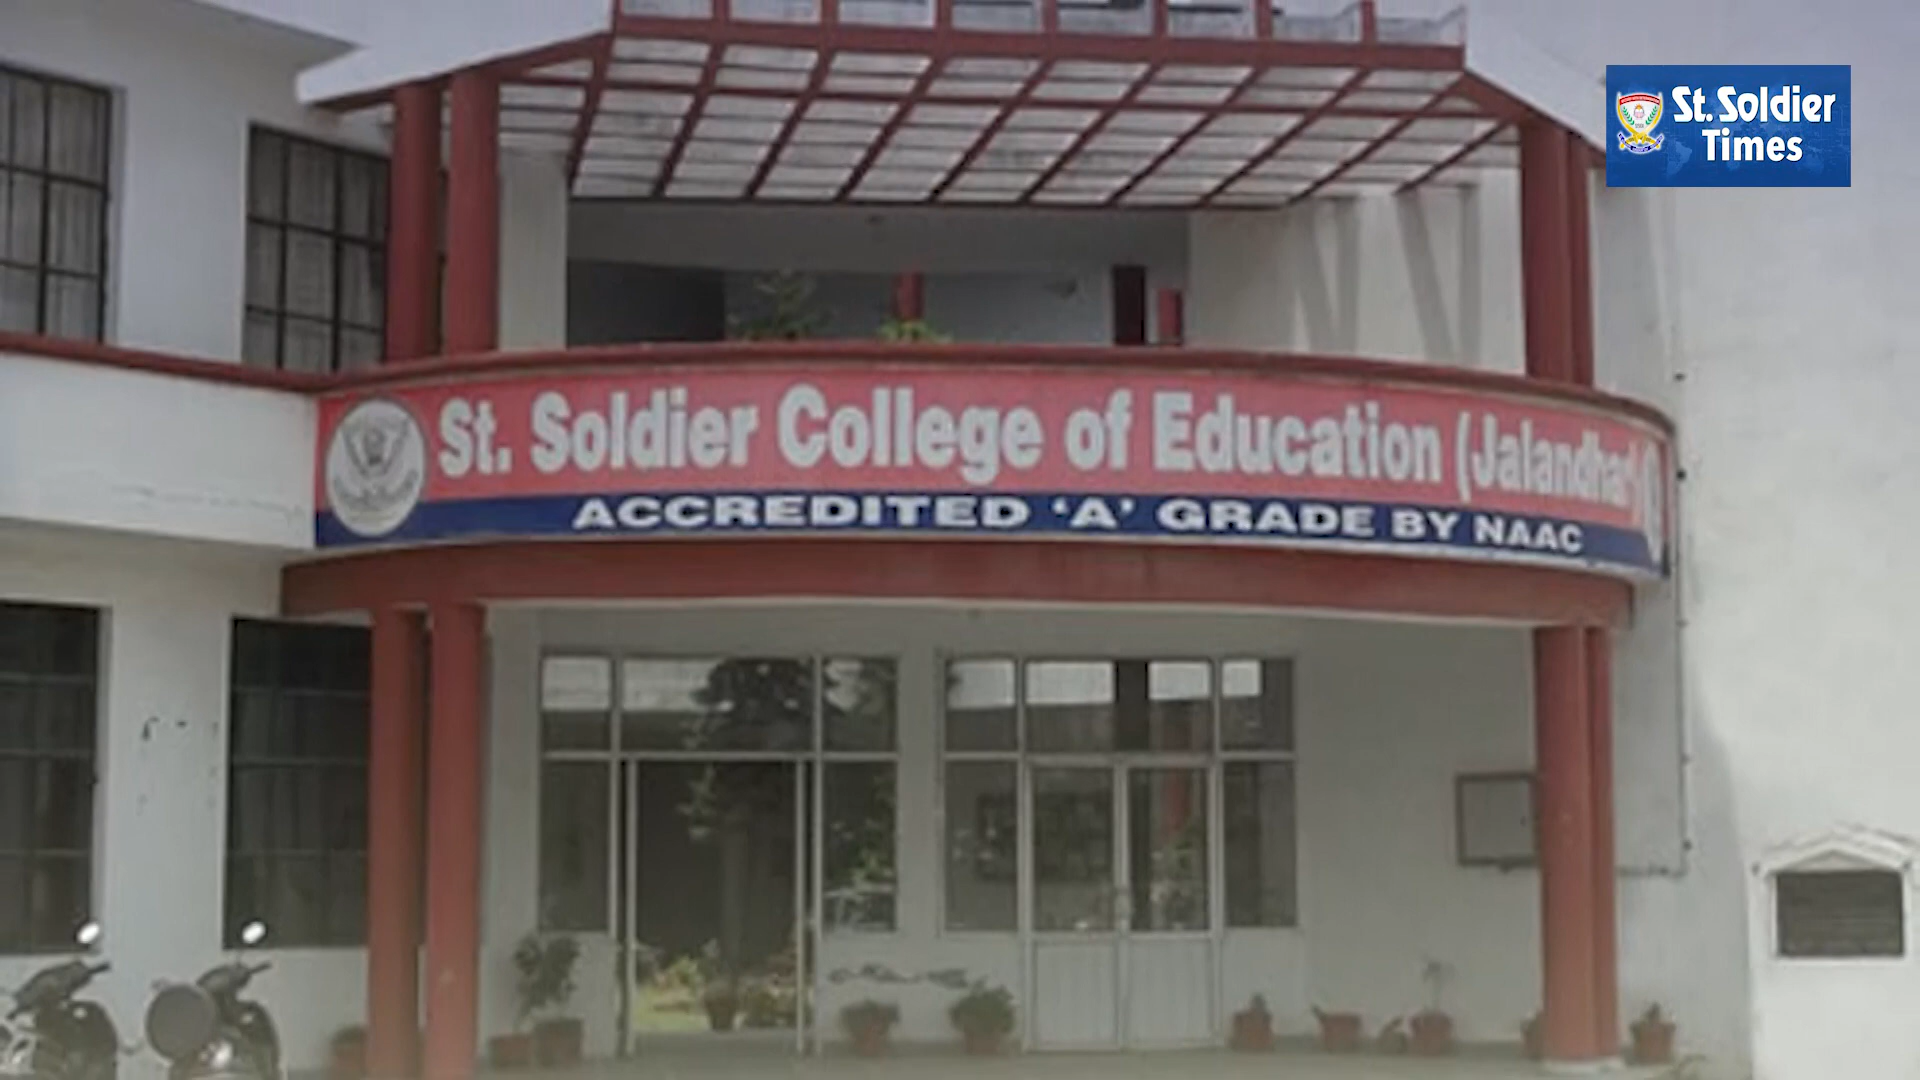 St. Soldier
Times
St. Soldier College of Education (Jalandhar)
ACCREDITED ‘A’ GRADE BY NAAC